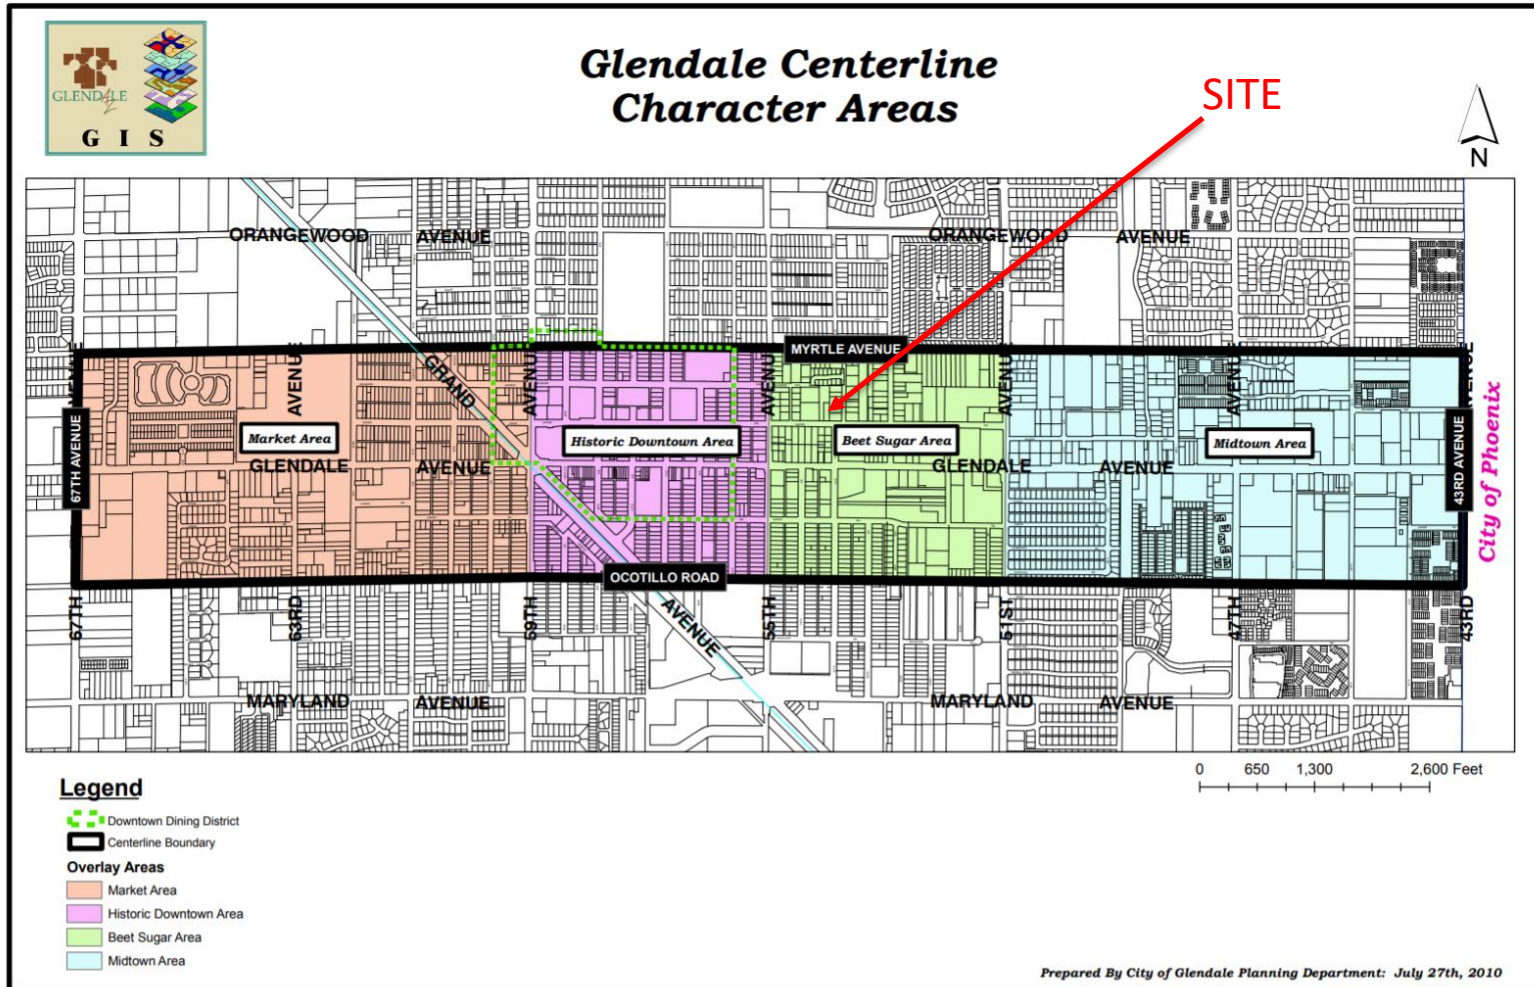 GLENDALE
AZ
G I S
Glendale Centerline
Character Areas
SITE
N
ORANGEWOOD AVENUE ORANGEWOOD AVENUE
MYRTLE AVENUE
GRAND
AVENUE AVENUE AVENUE AVENUE AVENUE AVENUE AVENUE
67TH AVENUE
Market Area
Historic Downtown Area
Beet Sugar Area
Midtown Area
43RD AVENUE
City of Phoenix
GLENDALE AVENUE GLENDALE AVENUE
OCOTILLO ROAD
67TH 63RD 59TH AVENUE 55TH 51ST 47TH 43RD
MARYLAND AVENUE MARYLAND AVENUE
0 650 1,300 2,600 Feet
Legend
Downtown Dining District
Centerline Boundary
Overlay Areas
Market Area
Historic Downtown Area
Beet Sugar Area
Midtown Area
Prepared By City of Glendale Planning Department: July 27th, 2010